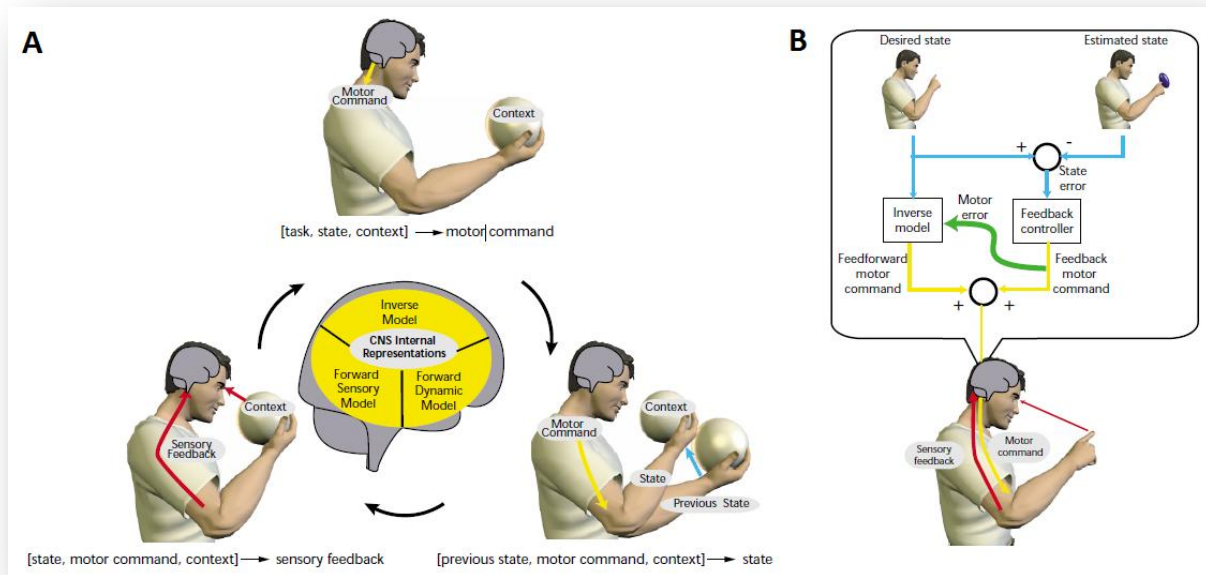 A
Motor
Command
Context
[task, state, context] → motor command
Inverse
Model
CNS Internal
Representations
Forward
Sensory
Model
Forward
Dynamic
Model
Context
Sensory
Feedback
[state, motor command, context] → sensory feedback
Motor
Command
Context
State
Previous State
[previous state, motor command, context] → state
B
Desired state
Estimated state
+
-
State
error
Inverse
model
Motor
error
Feedback
controller
Feedforward
motor
command
Feedback
motor
command
+
+
Sensory
feedback
Motor
command